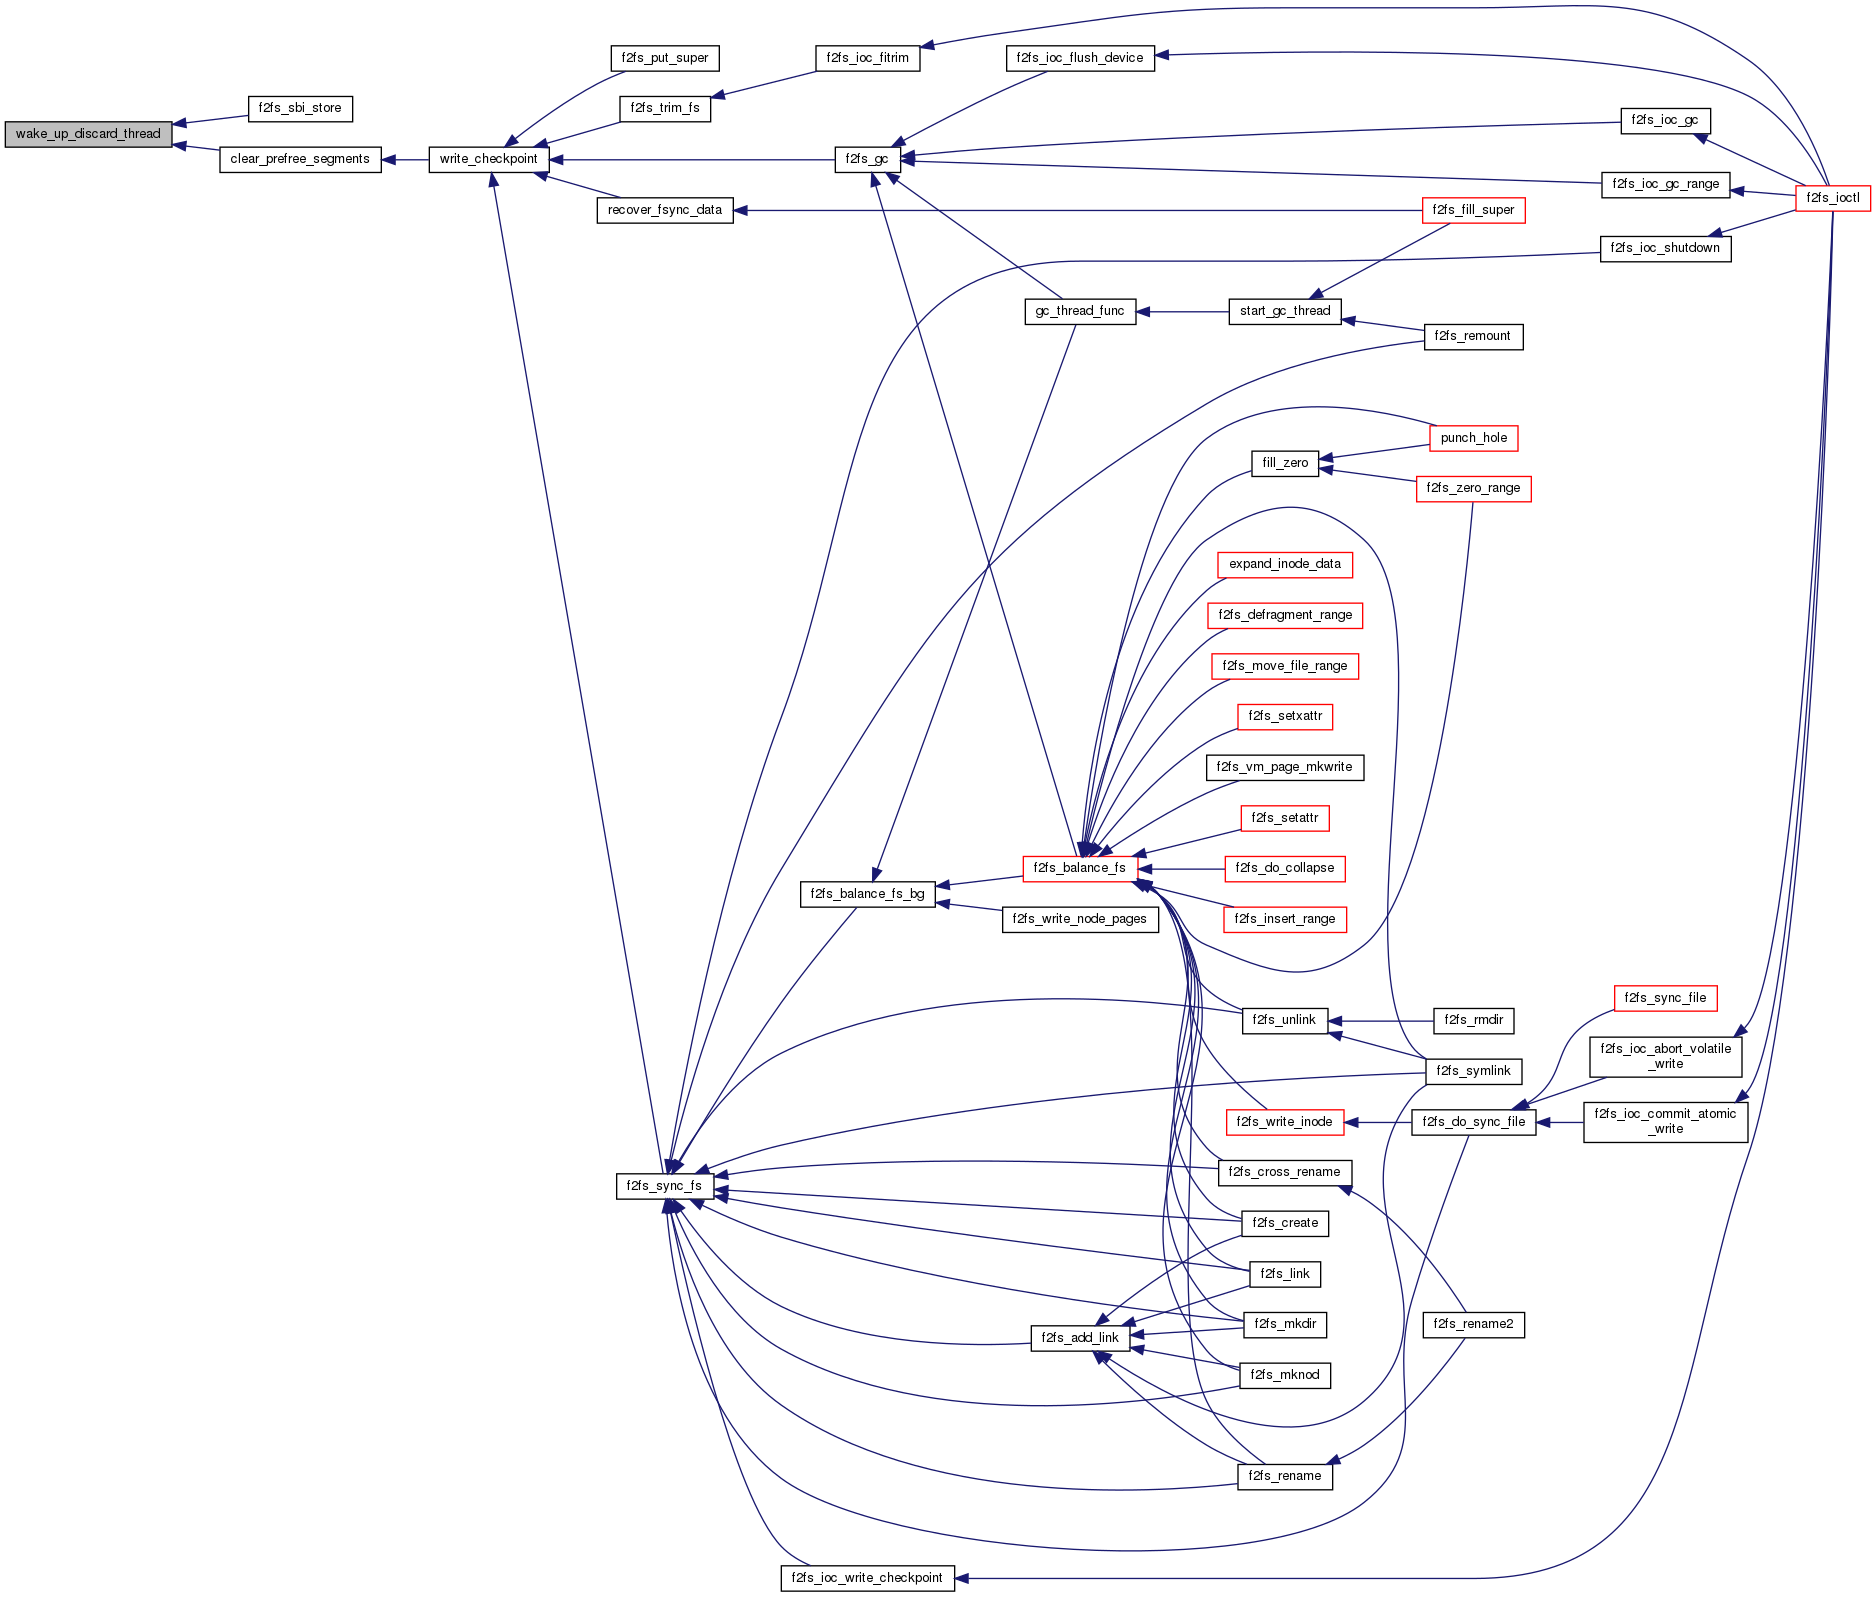 wake_up_discard_thread
f2fs_sbi_store
clear_prefree_segments
write_checkpoint
f2fs_put_super
f2fs_trim_fs
recover_fsync_data
f2fs_ioc_fitrim
f2fs_gc
f2fs_ioc_flush_device
f2fs_ioc_gc
f2fs_ioc_gc_range
f2fs_ioctl
f2fs_fill_super
f2fs_ioc_shutdown
gc_thread_func
start_gc_thread
f2fs_remount
punch_hole
fill_zero
f2fs_zero_range
expand_inode_data
f2fs_defragment_range
f2fs_move_file_range
f2fs_setxattr
f2fs_vm_page_mkwrite
f2fs_setattr
f2fs_balance_fs
f2fs_do_collapse
f2fs_balance_fs_bg
f2fs_write_node_pages
f2fs_insert_range
f2fs_sync_file
f2fs_unlink
f2fs_rmdir
f2fs_ioc_abort_volatile
_write
f2fs_symlink
f2fs_write_inode
f2fs_do_sync_file
f2fs_ioc_commit_atomic
_write
f2fs_cross_rename
f2fs_sync_fs
f2fs_create
f2fs_link
f2fs_mkdir
f2fs_rename2
f2fs_add_link
f2fs_mknod
f2fs_rename
f2fs_ioc_write_checkpoint